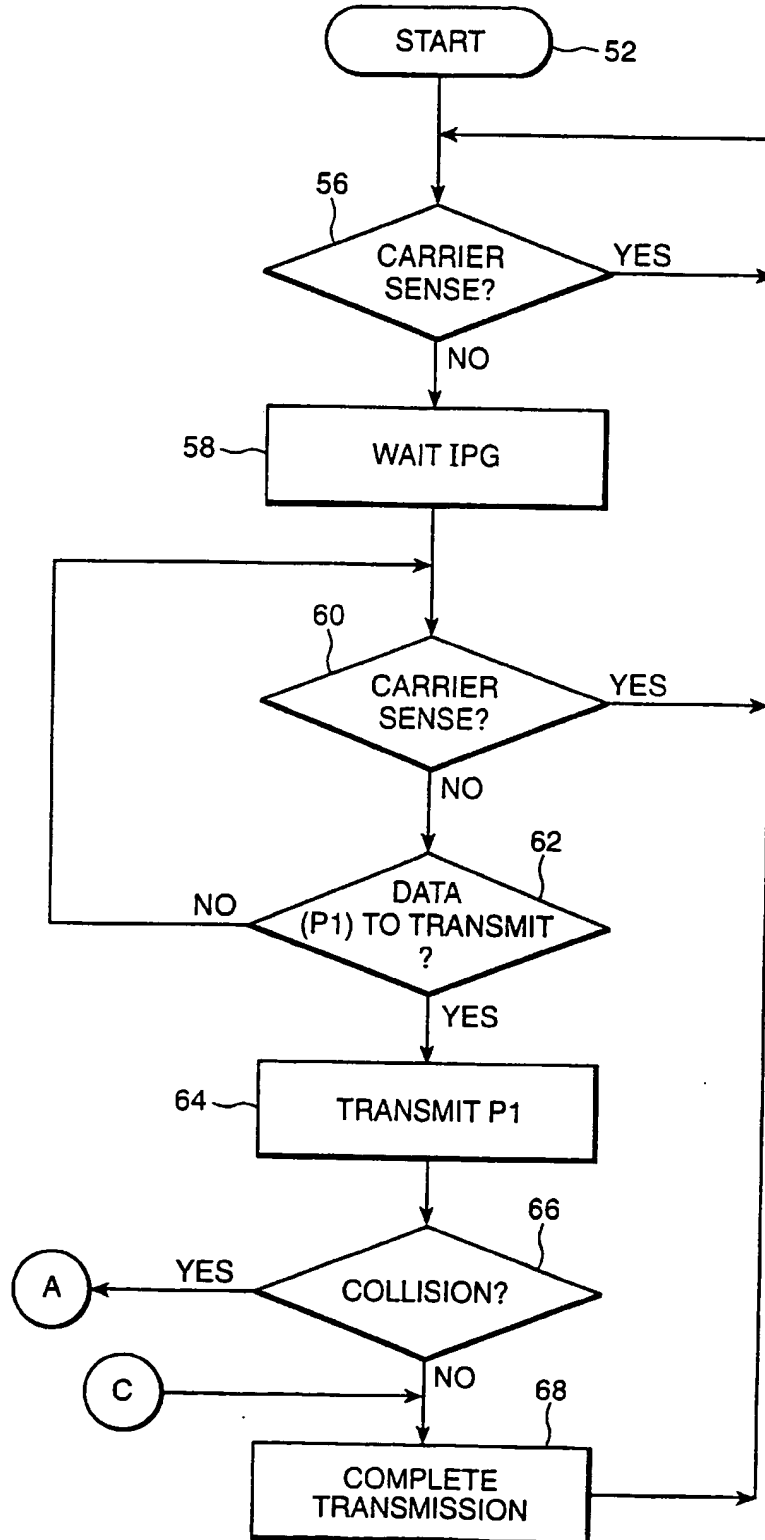 START
52
56
CARRIER
SENSE?
YES
NO
58
WAIT IPG
60
CARRIER
SENSE?
YES
NO
62
DATA
(P1) TO TRANSMIT
?
NO
YES
64
TRANSMIT P1
66
COLLISION?
YES
A
NO
C
68
COMPLETE
TRANSMISSION